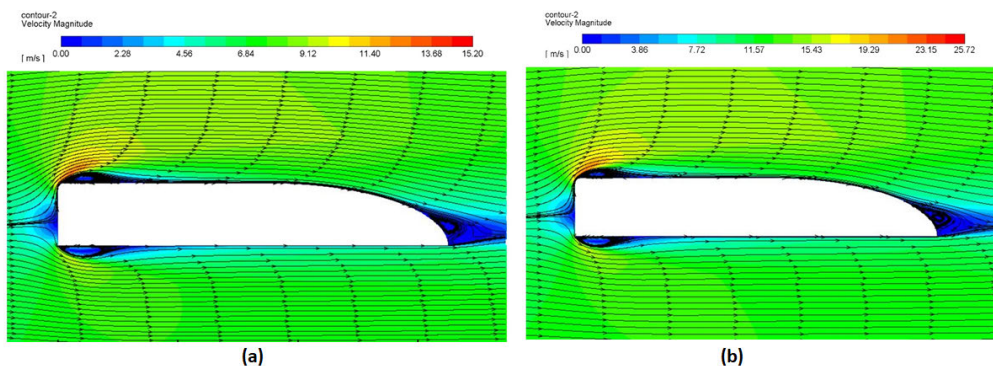 contour-2
Velocity Magnitude
[ m/s ] 0.00 2.28 4.56 6.84 9.12 11.40 13.68 15.20
(a)
contour-2
Velocity Magnitude
[ m/s ] 0.00 3.86 7.72 11.57 15.43 19.29 23.15 25.72
(b)